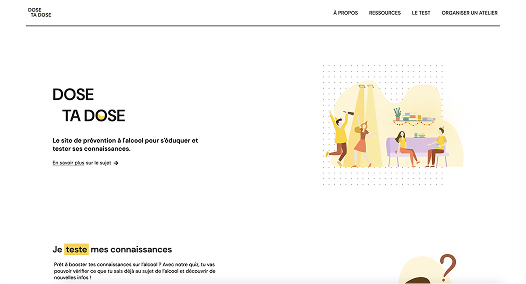 DOSE
TA DOSE
À PROPOS
RESSOURCES
LE TEST
ORGANISER UN ATELIER
DOSE
TA DOSE
Le site de prévention à l'alcool pour s'éduquer et
tester ses connaissances.
En savoir plus sur le sujet →
Je teste mes connaissances
Prêt à booster tes connaissances sur l'alcool ? Avec notre quiz, tu vas
pouvoir vérifier ce que tu sais déjà au sujet de l'alcool et découvrir de
nouvelles infos !
?